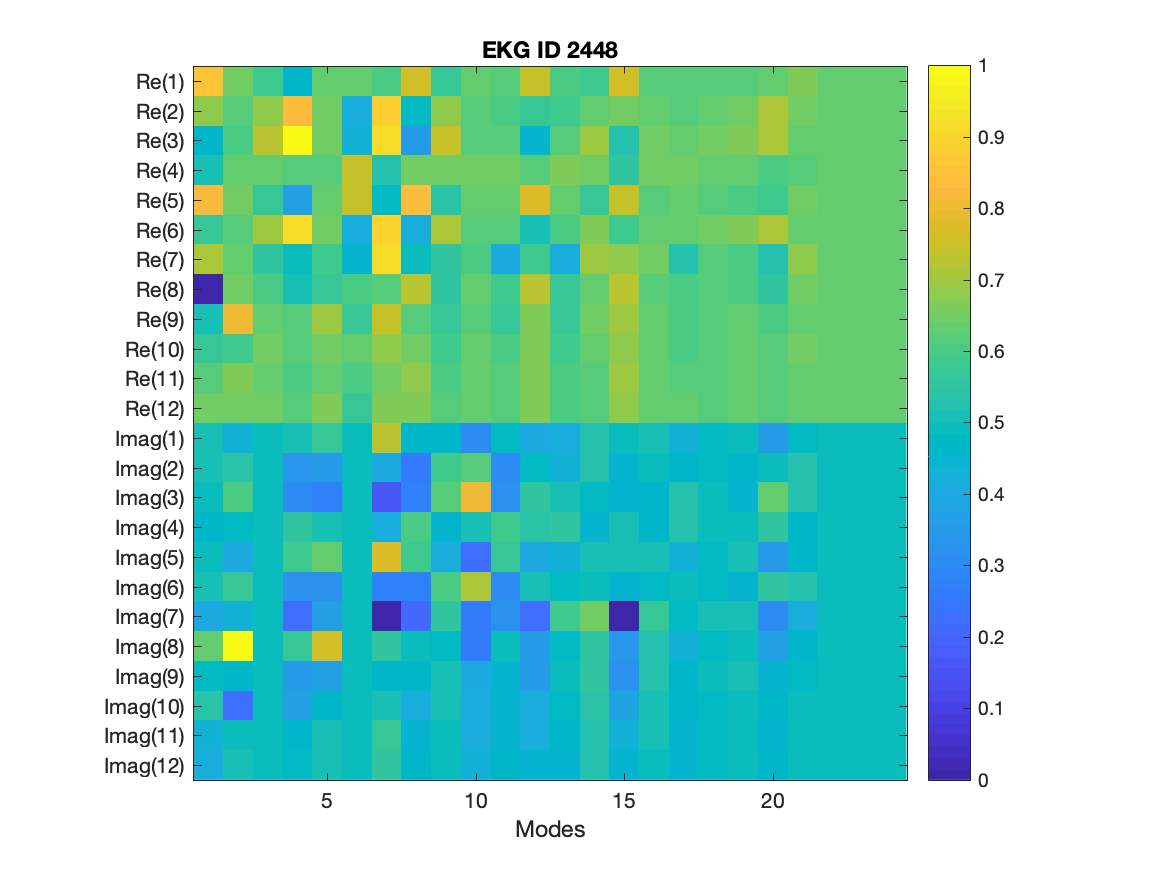 EKG ID 2448
Re(1)
Re(2)
Re(3)
Re(4)
Re(5)
Re(6)
Re(7)
Re(8)
Re(9)
Re(10)
Re(11)
Re(12)
Imag(1)
Imag(2)
Imag(3)
Imag(4)
Imag(5)
Imag(6)
Imag(7)
Imag(8)
Imag(9)
Imag(10)
Imag(11)
Imag(12)
5 10 15 20
Modes
1
0.9
0.8
0.7
0.6
0.5
0.4
0.3
0.2
0.1
0